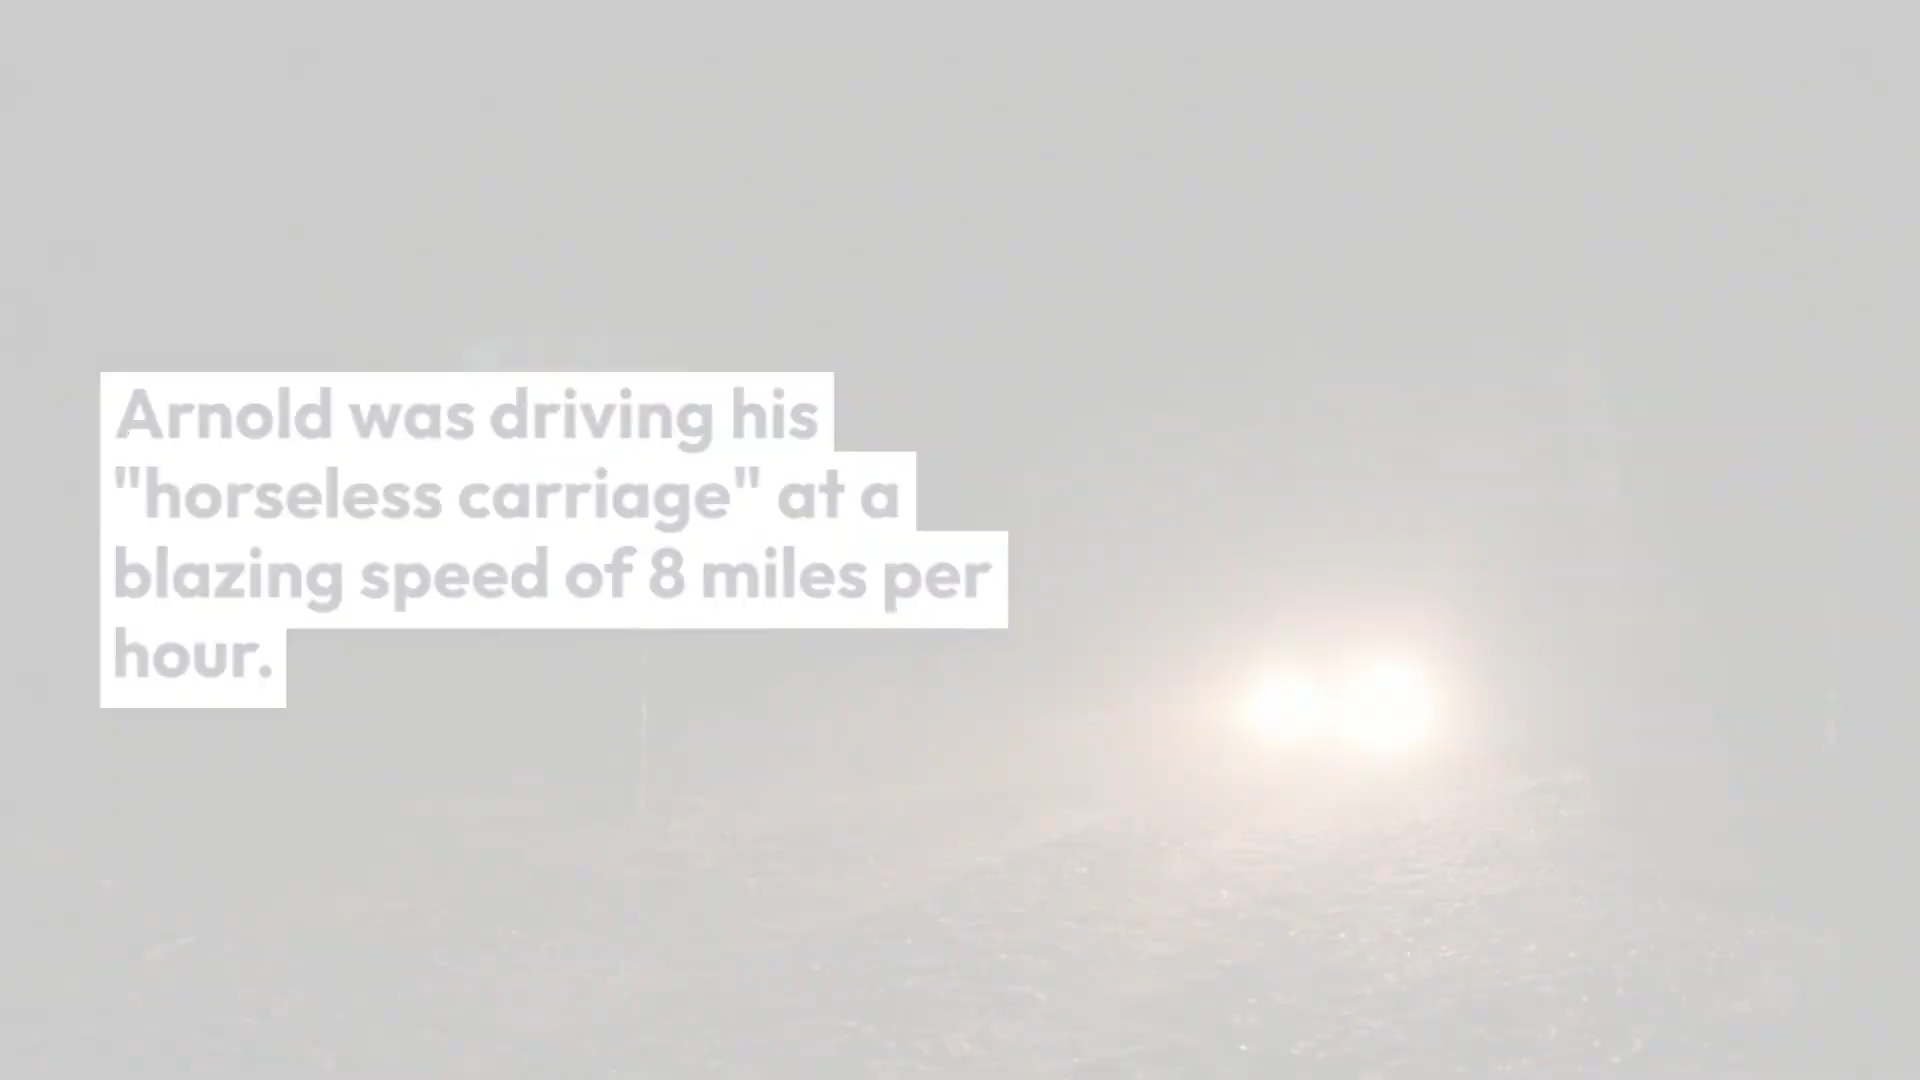 Arnold was driving his
"horseless carriage" at a
blazing speed of 8 miles per
hour.